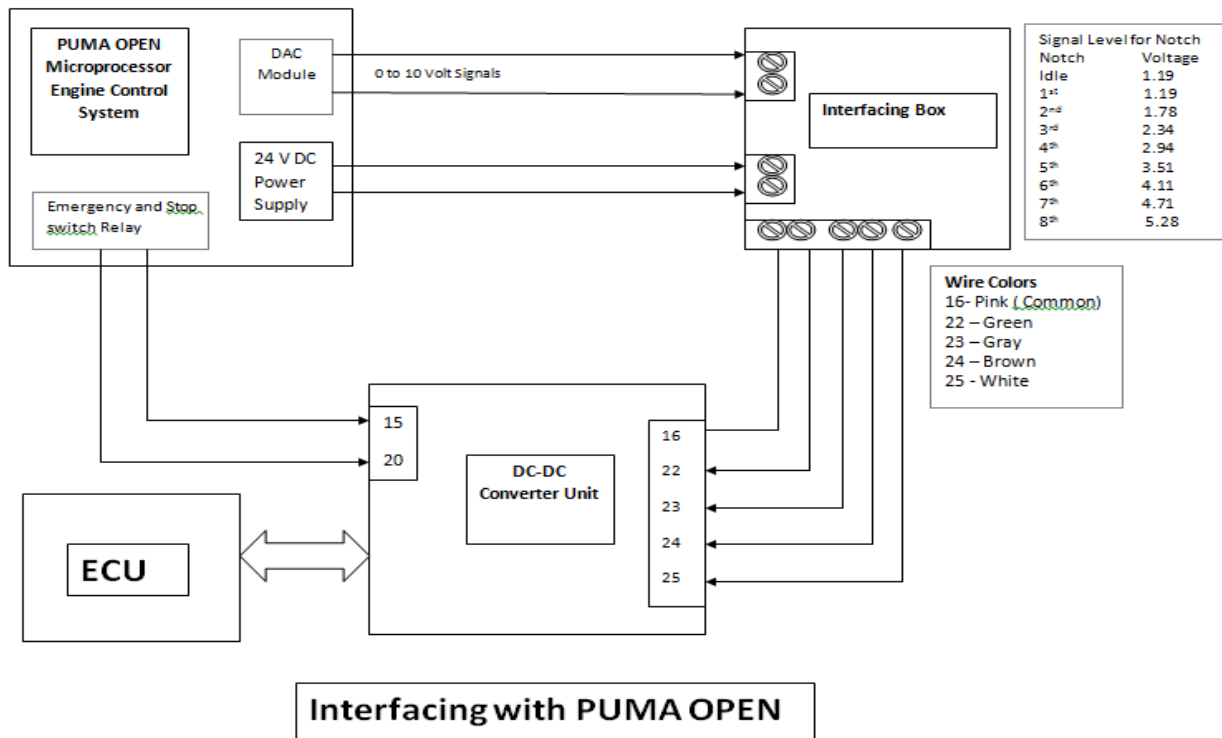 PUMA OPEN
Microprocessor
Engine Control
System
DAC
Module
0 to 10 Volt Signals
24 V DC
Power
Supply
Emergency and Stop
switch Relay
Interfacing Box
Signal Level for Notch
Notch Voltage
Idle 1.19
1st 1.19
2nd 1.78
3rd 2.34
4th 2.94
5th 3.51
6th 4.11
7th 4.71
8th 5.28
Wire Colors
16- Pink ( Common)
22 – Green
23 – Gray
24 – Brown
25 - White
15
20
DC-DC
Converter Unit
16
22
23
24
25
ECU
Interfacing with PUMA OPEN